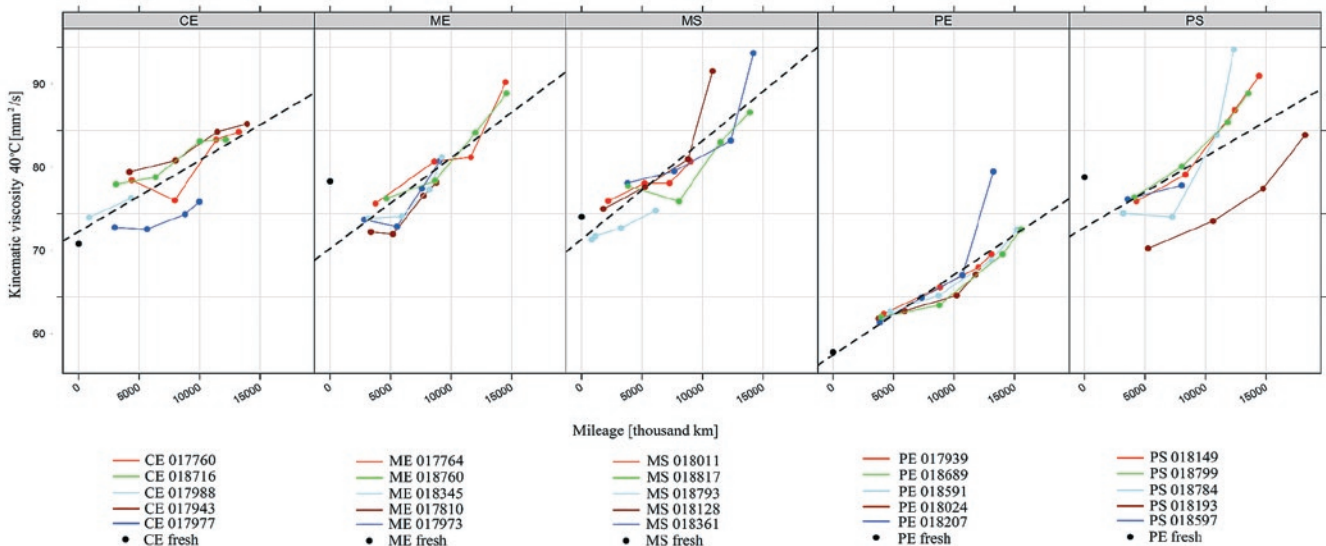 CE ME MS PE PS
Kinematic viscosity 40°C [mm²/s]
90
80
70
60
0 5000 10000 15000 0 5000 10000 15000 0 5000 10000 15000 0 5000 10000 15000 0 5000 10000 15000
Mileage [thousand km]
CE 017760
CE 018716
CE 017988
CE 017943
CE 017977
CE fresh
ME 017764
ME 018760
ME 018345
ME 017810
ME 017973
ME fresh
MS 018011
MS 018817
MS 018793
MS 018128
MS 018361
MS fresh
PE 017939
PE 018689
PE 018591
PE 018024
PE 018207
PE fresh
PS 018149
PS 018799
PS 018784
PS 018193
PS 018597
PE fresh